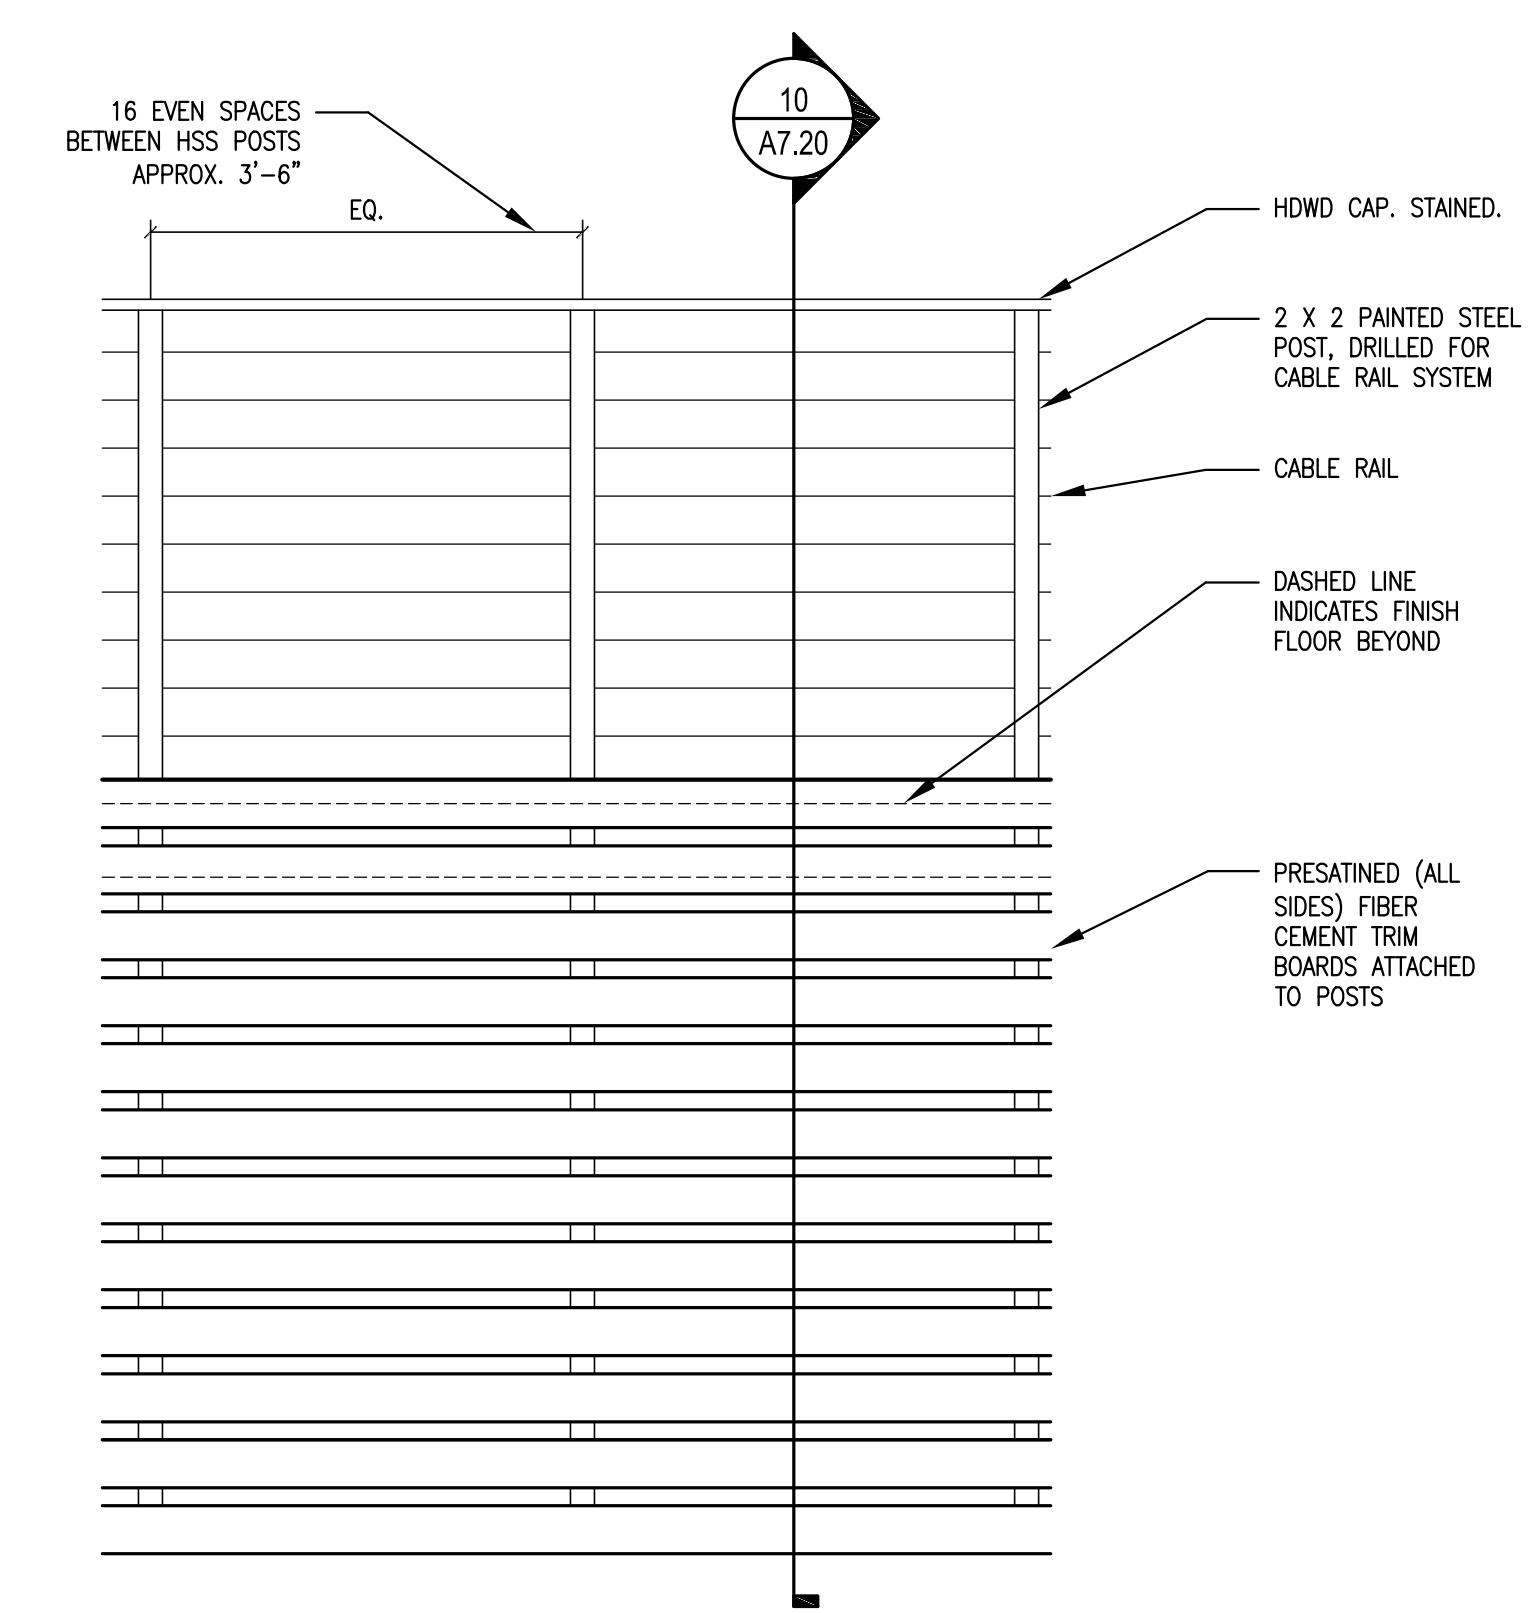 16 EVEN SPACES
BETWEEN HSS POSTS
APPROX. 3'-6"
EQ.
10
A7.20
HDWD CAP. STAINED.
2 X 2 PAINTED STEEL
POST, DRILLED FOR
CABLE RAIL SYSTEM
CABLE RAIL
DASHED LINE
INDICATES FINISH
FLOOR BEYOND
PRESATINED (ALL
SIDES) FIBER
CEMENT TRIM
BOARDS ATTACHED
TO POSTS